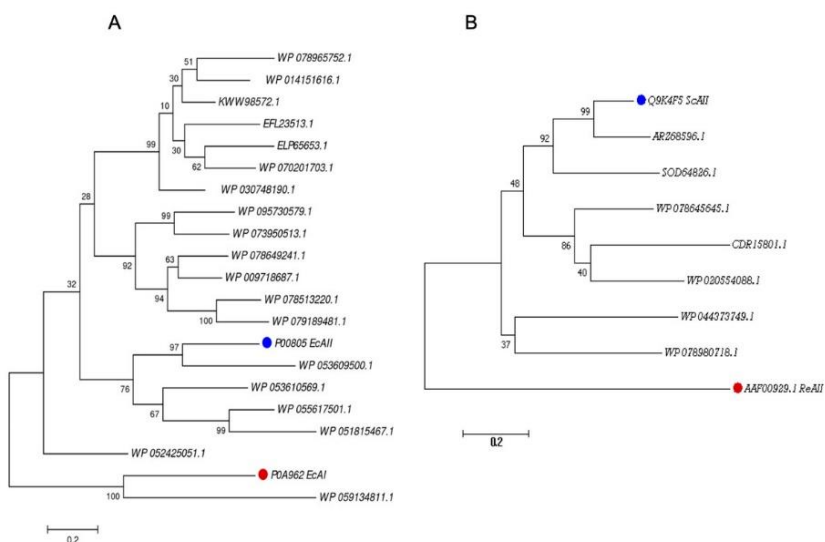 A
WP 078965752.1
51
WP 014151616.1
30
KWW98572.1
10
EFL23513.1
30
ELP65653.1
62
WP 070201703.1
99
WP 030748190.1
28
WP 095730579.1
99
WP 073950513.1
92
WP 078649241.1
63
WP 009718687.1
94
WP 078513220.1
100
WP 079189481.1
32
P00805 EcAII
97
WP 053609500.1
76
WP 053610569.1
67
WP 055617501.1
99
WP 051815467.1
WP 052425051.1
P0A962 EcAI
100
WP 059134811.1
0.2
B
Q9K4F5 ScAII
99
ARZ68596.1
92
SOD64826.1
48
WP 078645645.1
86
CDR15801.1
40
WP 020554088.1
WP 044373749.1
37
WP 078980718.1
AAF00929.1 ReAII
0.2